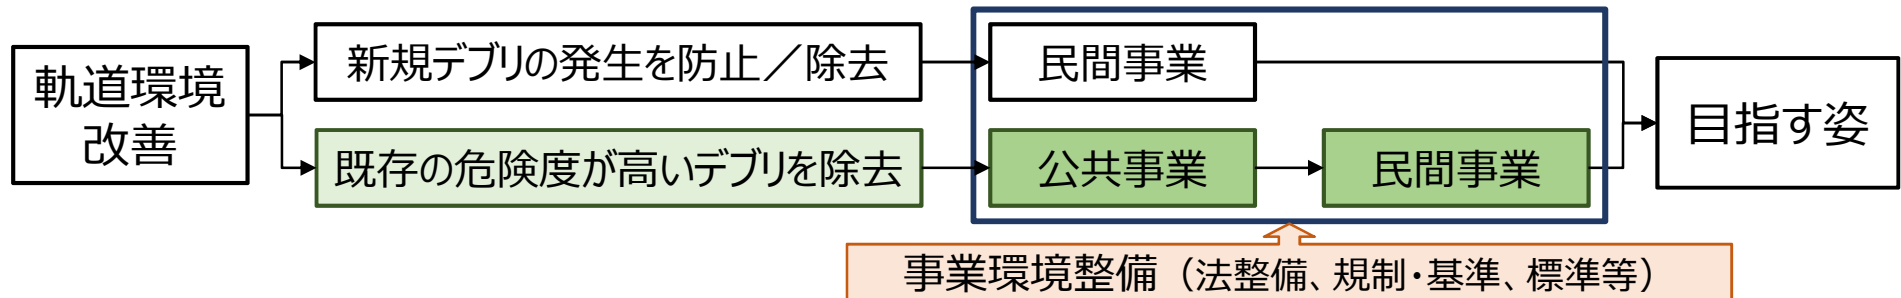 軌道環境
改善
新規デブリの発生を防止／除去
民間事業
既存の危険度が高いデブリを除去
公共事業
民間事業
目指す姿
事業環境整備（法整備、規制・基準、標準等）